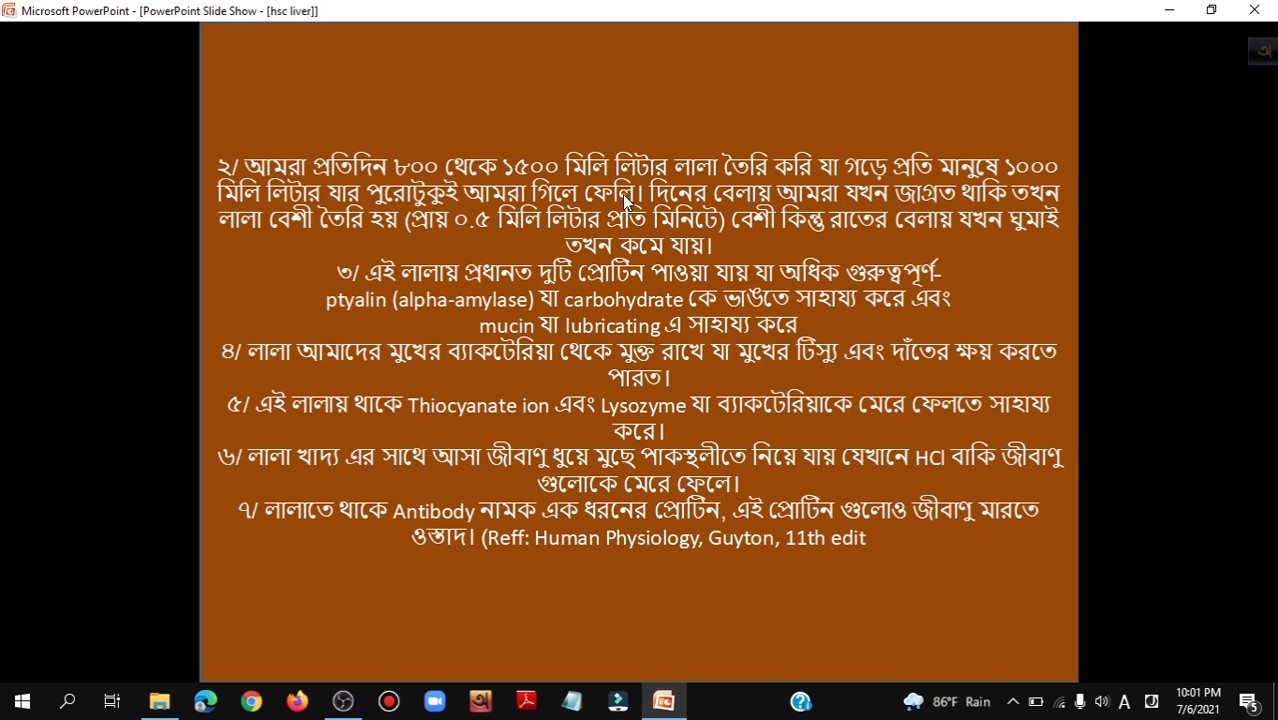 Microsoft PowerPoint - [PowerPoint Slide Show - [hsc liver]]
অ
২/ আমরা প্রতিদিন ৮০০ থেকে ১৫০০ মিলি লিটার লালা তৈরি করি যা গড়ে প্রতি মানুষে ১০০০
মিলি লিটার যার পুরোটুকুই আমরা গিলে ফেলি। দিনের বেলায় আমরা যখন জাগ্রত থাকি তখন
লালা বেশী তৈরি হয় (প্রায় ০.৫ মিলি লিটার প্রতি মিনিটে) বেশী কিন্তু রাতের বেলায় যখন ঘুমাই
তখন কমে যায়।
৩/ এই লালায় প্রধানত দুটি প্রোটিন পাওয়া যায় যা অধিক গুরুত্বপূর্ণ-
ptyalin (alpha-amylase) যা carbohydrate কে ভাঙতে সাহায্য করে এবং
mucin যা lubricating এ সাহায্য করে
৪/ লালা আমাদের মুখের ব্যাকটেরিয়া থেকে মুক্ত রাখে যা মুখের টিস্যু এবং দাঁতের ক্ষয় করতে
পারত।
৫/ এই লালায় থাকে Thiocyanate ion এবং Lysozyme যা ব্যাকটেরিয়াকে মেরে ফেলতে সাহায্য
করে।
৬/ লালা খাদ্য এর সাথে আসা জীবাণু ধুয়ে মুছে পাকস্থলীতে নিয়ে যায় যেখানে HCl বাকি জীবাণু
গুলোকে মেরে ফেলে।
৭/ লালাতে থাকে Antibody নামক এক ধরনের প্রোটিন, এই প্রোটিন গুলোও জীবাণু মারতে
ওস্তাদ। (Reff: Human Physiology, Guyton, 11th edit
86°F Rain
A
10:01 PM
7/6/2021
5